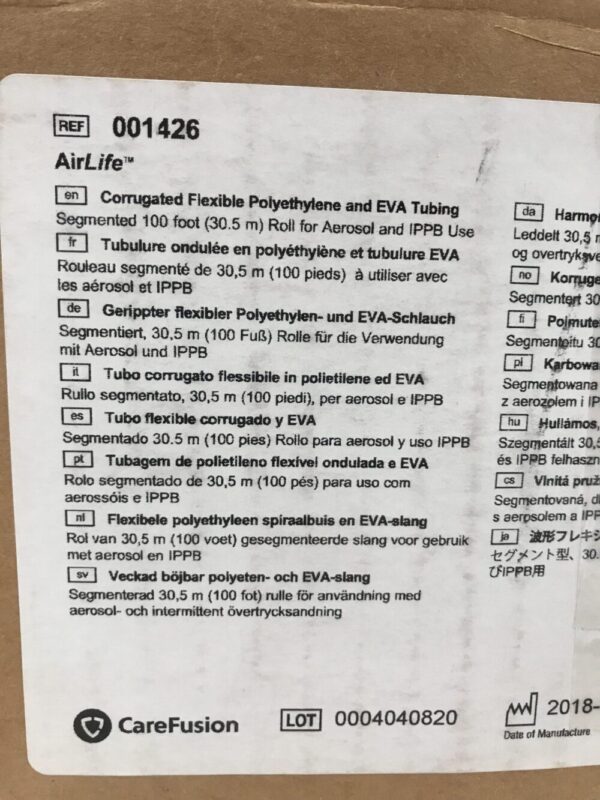 REF 001426
AirLife™
en Corrugated Flexible Polyethylene and EVA Tubing
Segmented 100 foot (30.5 m) Roll for Aerosol and IPPB Use
fr Tubulure ondulée en polyéthylène et tubulure EVA
Rouleau segmenté de 30,5 m (100 pieds) à utiliser avec
les aérosol et IPPB
de Gerippter flexibler Polyethylen- und EVA-Schlauch
Segmentiert, 30,5 m (100 Fuß) Rolle für die Verwendung
mit Aerosol und IPPB
it Tubo corrugato flessibile in polietilene ed EVA
Rullo segmentato, 30,5 m (100 piedi), per aerosol e IPPB
es Tubo flexible corrugado y EVA
Segmentado 30.5 m (100 pies) Rollo para aerosol y uso IPPB
pt Tubagem de polietileno flexível ondulada e EVA
Rolo segmentado de 30,5 m (100 pés) para uso com
aerossóis e IPPB
nl Flexibele polyethyleen spiraalbuis en EVA-slang
Rol van 30,5 m (100 voet) gesegmenteerde slang voor gebruik
met aerosol en IPPB
sv Veckad böjbar polyeten- och EVA-slang
Segmenterad 30,5 m (100 fot) rulle för användning med
aerosol- och intermittent övertrycksandning
da Harmo
Leddelt 30,5
og overtryksve
no Korruge
Segmentert 30
fi Poimute
Segmentoitu 30
pl Karbowa
Segmentowana
z aerozolem i IP
hu Hullámos,
Szegmentált 30,5
és IPPB felhaszn
cs Vlnitá pruž
Segmentovaná, d
s aerosolem a IPP
ja 波形フレキシ
セグメント型、30.
びIPPB用
CareFusion
LOT 0004040820
2018-
Date of Manufacture